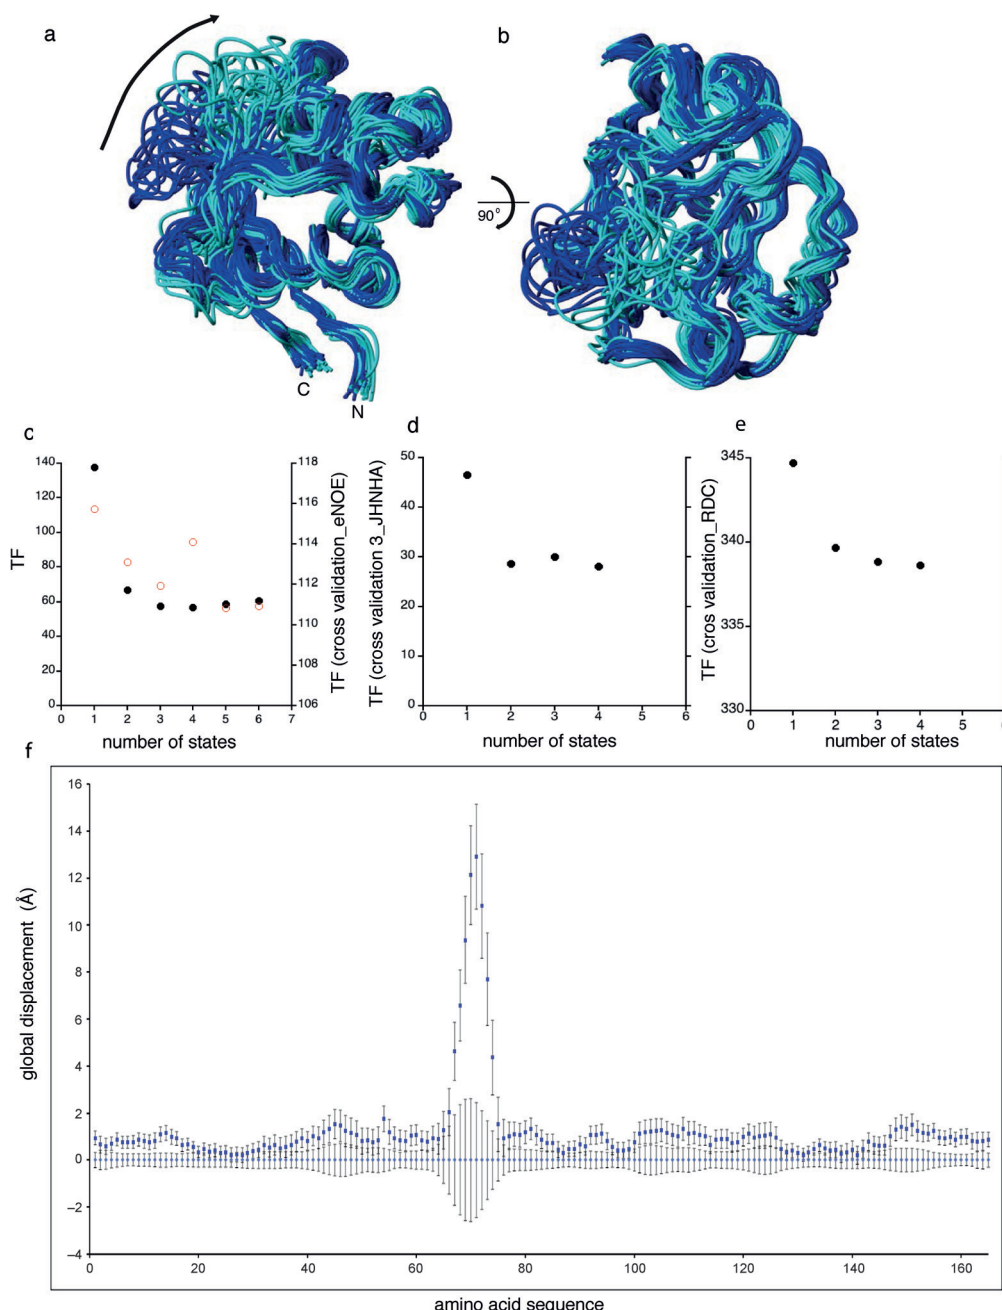 a
b
90°
C
N
c
d
e
140
120
100
80
60
40
20
0
TF
118
116
114
112
110
108
106
TF (cross validation_eNOE)
0 1 2 3 4 5 6 7
number of states
50
40
30
20
10
0
TF (cross validation 3_JHNHA)
0 1 2 3 4 5 6
number of states
345
340
335
330
TF (cros validation_RDC)
0 1 2 3 4 5
number of states
f
16
14
12
10
8
6
4
2
0
–2
–4
global displacement (Å)
0 20 40 60 80 100 120 140 160
amino acid sequence